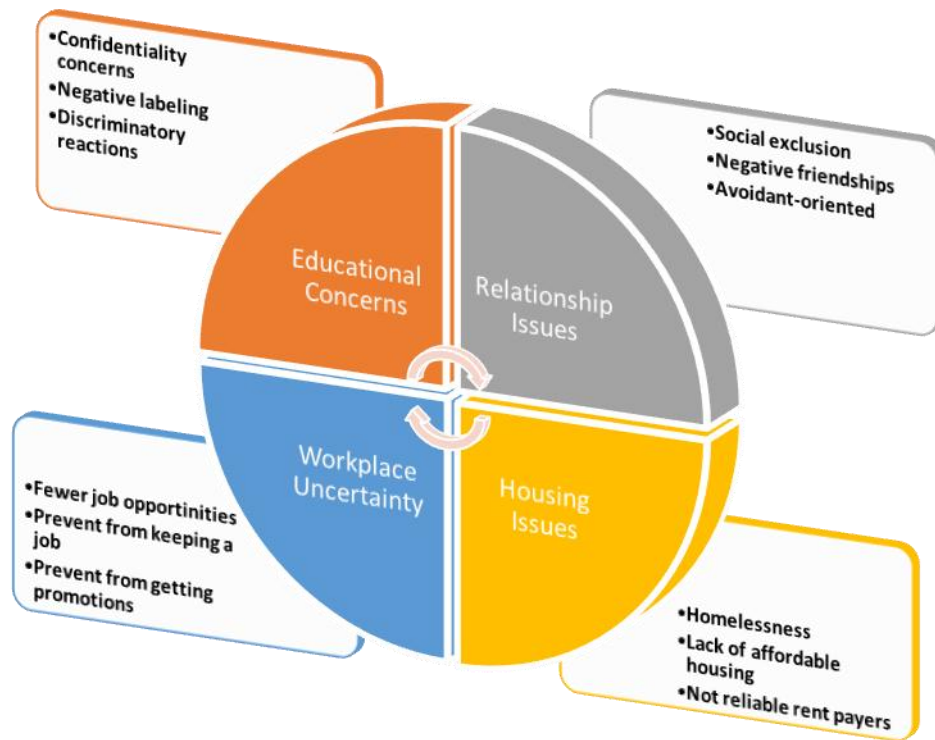 •Confidentiality
concerns
•Negative labeling
•Discriminatory
reactions
•Social exclusion
•Negative friendships
•Avoidant-oriented
Educational
Concerns
Relationship
Issues
Workplace
Uncertainty
Housing
Issues
•Fewer job opportinities
•Prevent from keeping a
job
•Prevent from getting
promotions
•Homelessness
•Lack of affordable
housing
•Not reliable rent payers